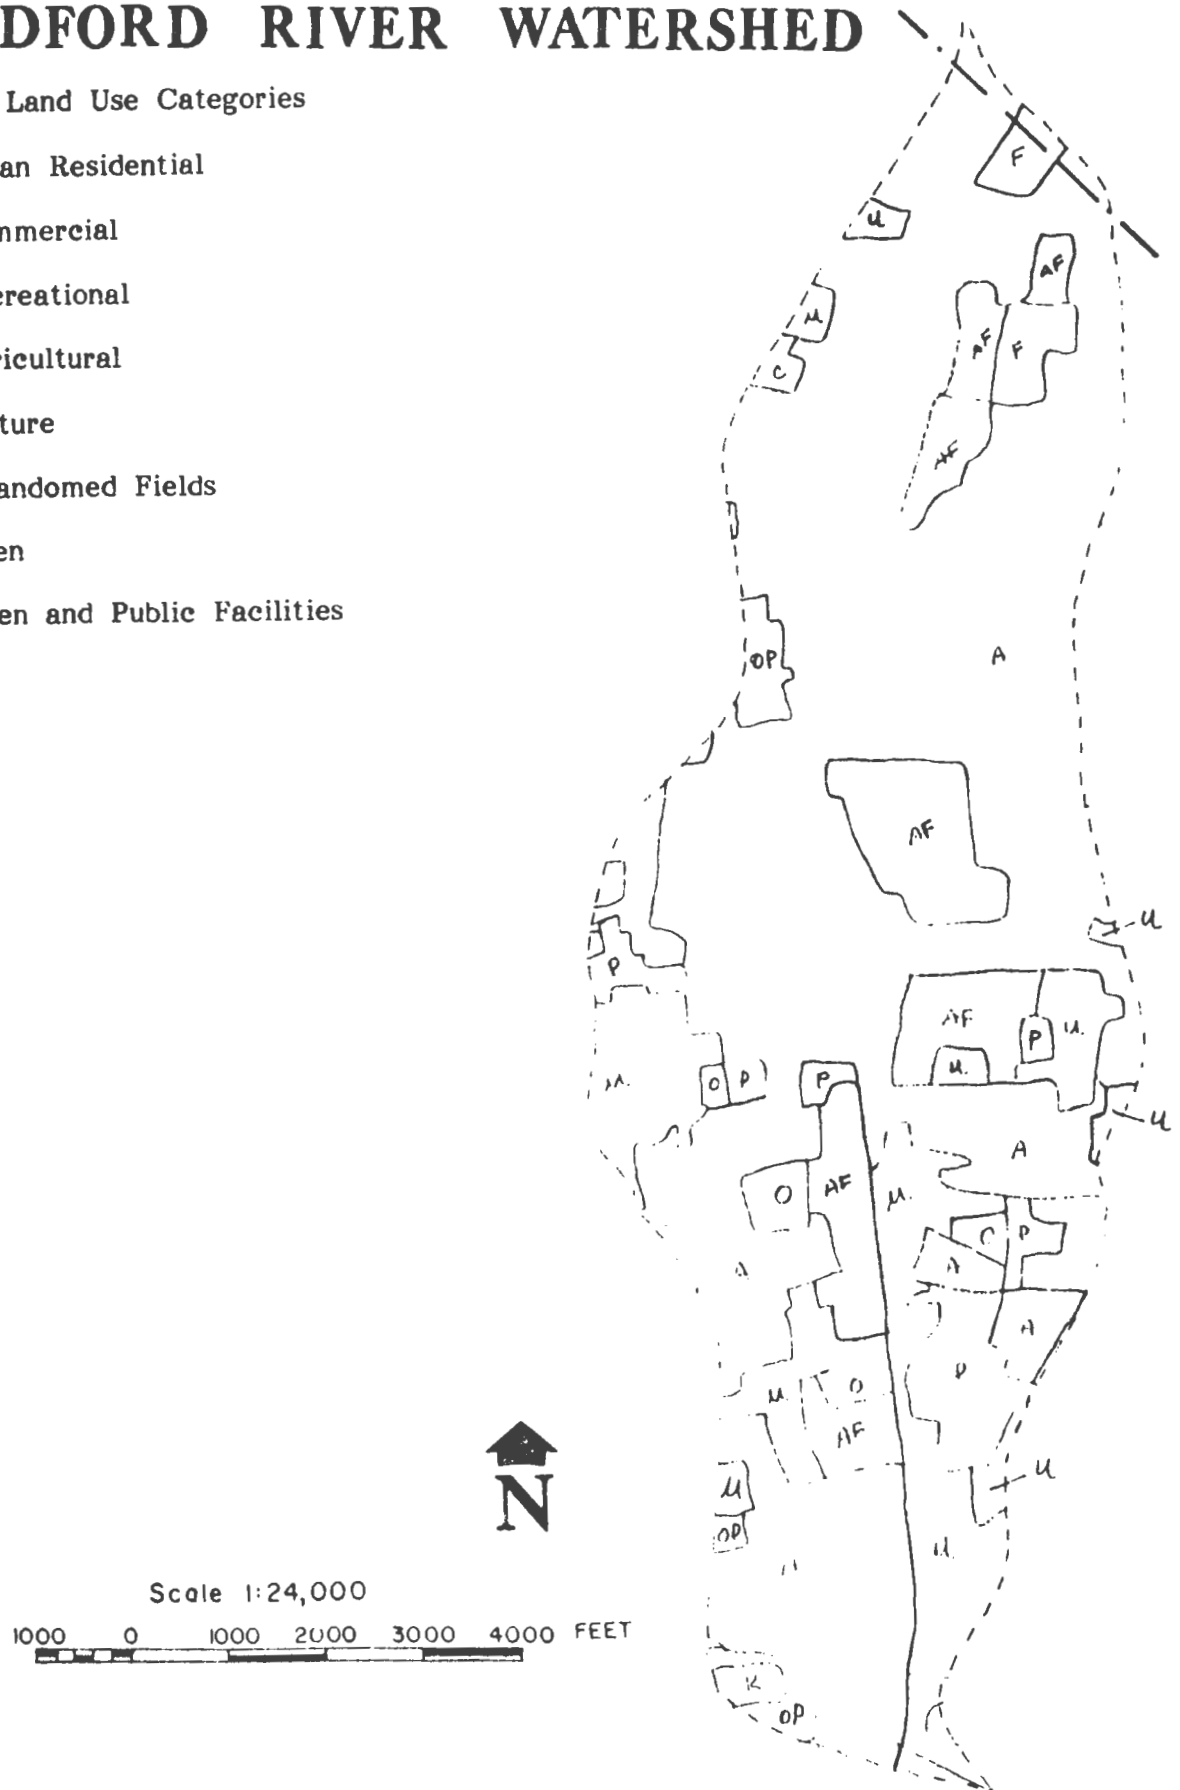 DFORD RIVER WATERSHED
Land Use Categories
an Residential
mmercial
creational
ricultural
ture
andomed Fields
en
en and Public Facilities
F
U
AF
U
AF
F
C
AF
OP
A
AF
U
P
AF
U.
P
U.
U.
O
P
P
U
A
O
AF
U.
P
A
A
A
U.
O
AF
U
U
OP
U.
N
Scale 1:24,000
1000 0 1000 2000 3000 4000 FEET
OP